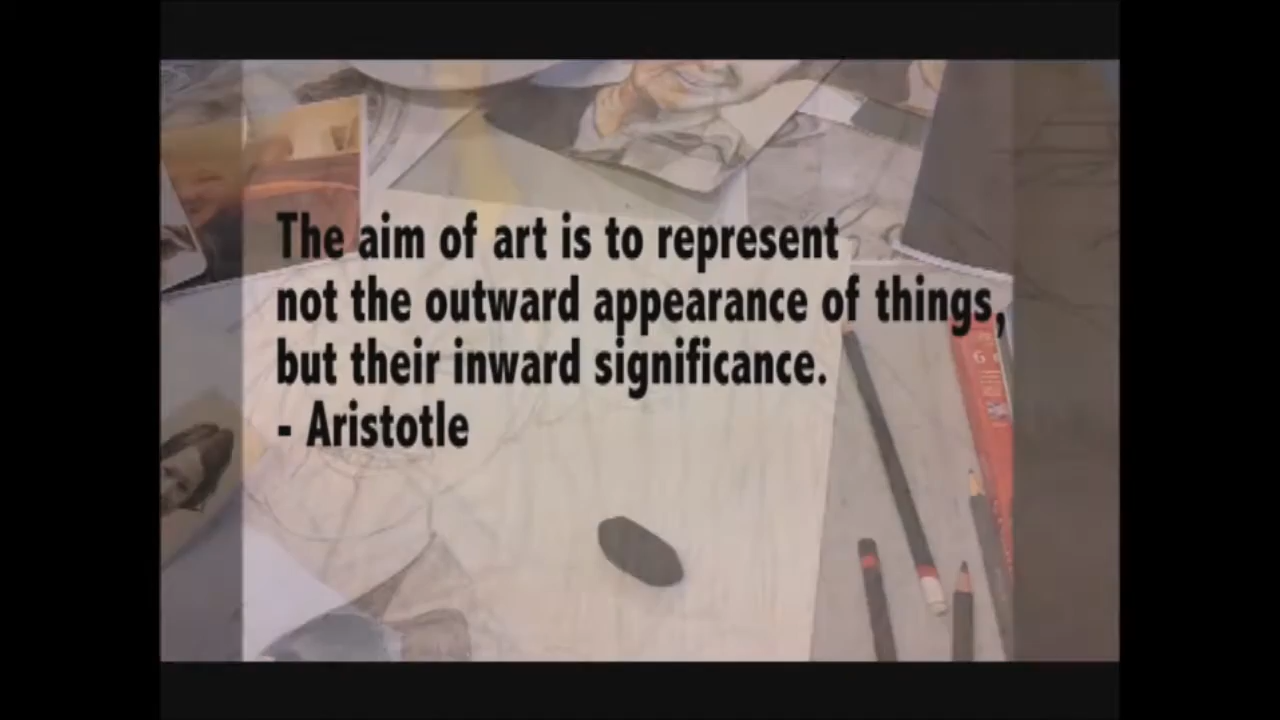 The aim of art is to represent
not the outward appearance of things,
but their inward significance.
- Aristotle